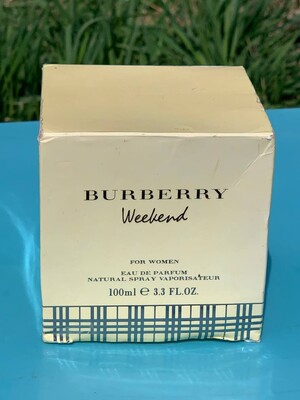 BURBERRY
Weekend
FOR WOMEN
EAU DE PARFUM
NATURAL SPRAY VAPORISATEUR
100ml ℮ 3.3 FL.OZ.